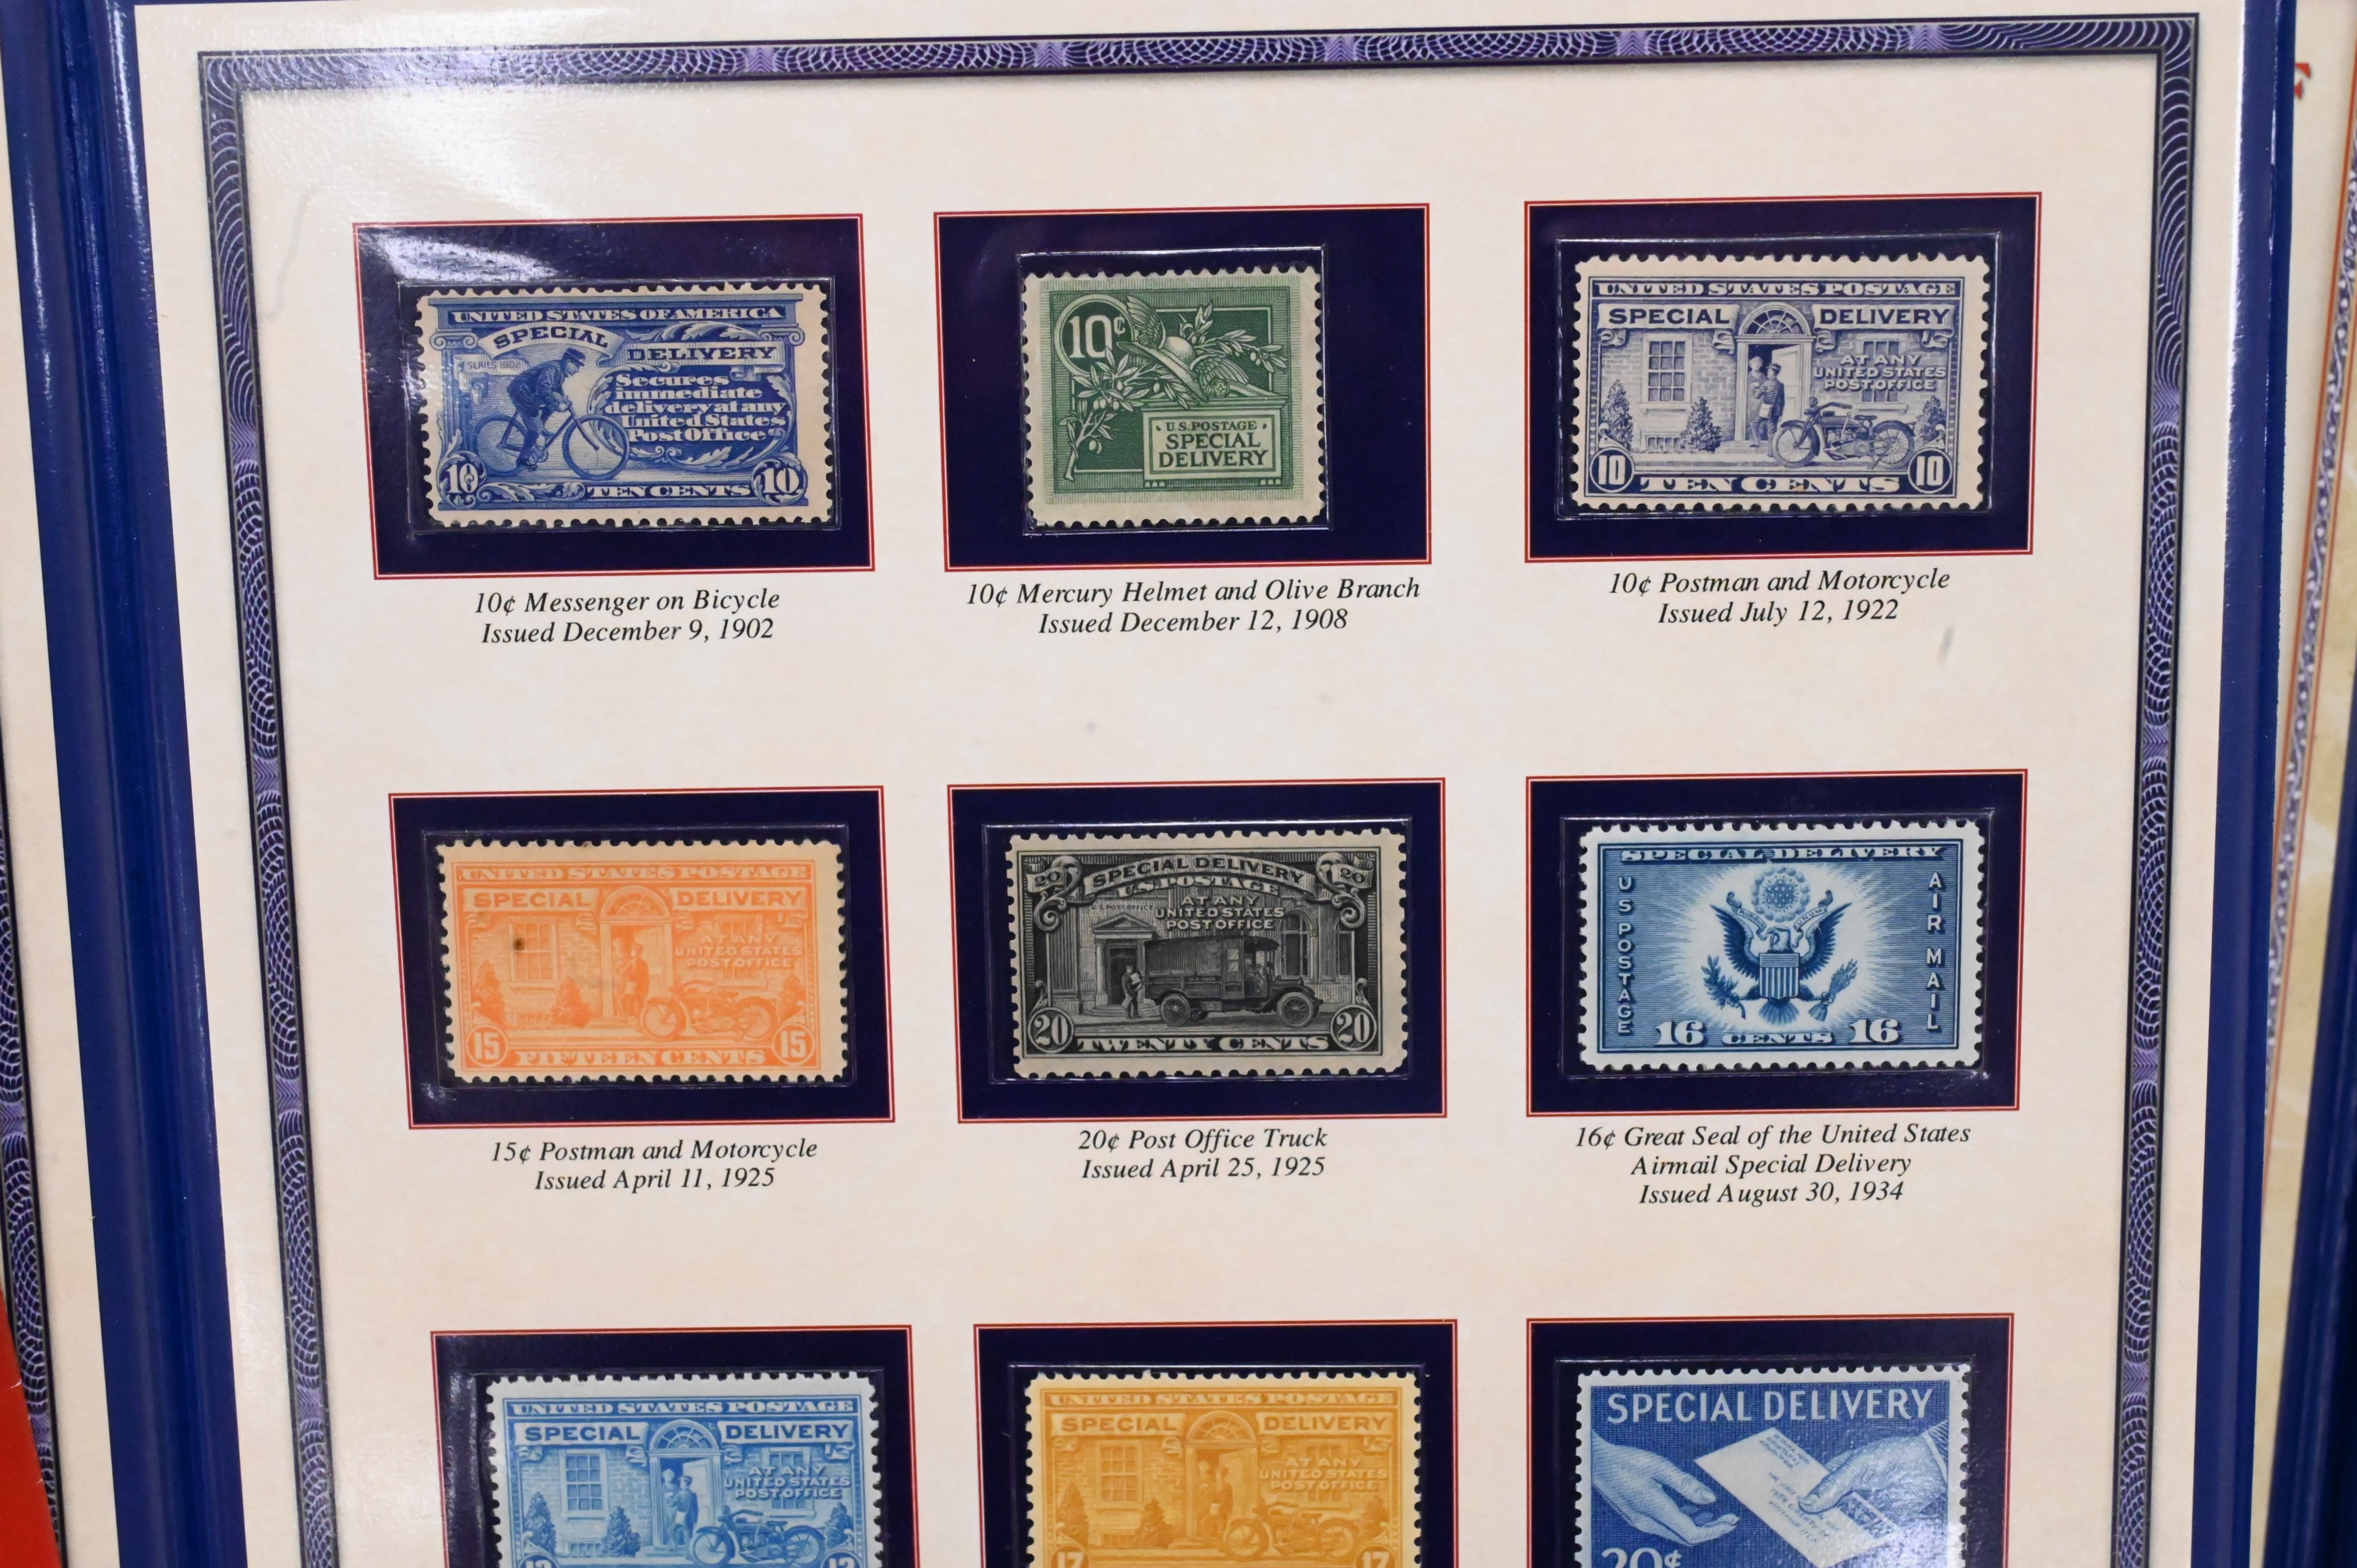 UNITED STATES OF AMERICA
SPECIAL
DELIVERY
SERIES 1902
Secures
immediate
delivery at any
United States
Post Office
10 TEN CENTS 10
10¢ Messenger on Bicycle
Issued December 9, 1902
10¢
U.S. POSTAGE
SPECIAL
DELIVERY
10¢ Mercury Helmet and Olive Branch
Issued December 12, 1908
UNITED STATES POSTAGE
SPECIAL DELIVERY
AT ANY
UNITED STATES
POST OFFICE
10 TEN CENTS 10
10¢ Postman and Motorcycle
Issued July 12, 1922
UNITED STATES POSTAGE
SPECIAL DELIVERY
AT ANY
UNITED STATES
POST OFFICE
15 FIFTEEN CENTS 15
15¢ Postman and Motorcycle
Issued April 11, 1925
20 SPECIAL DELIVERY 20
U.S. POSTAGE
U.S. POST OFFICE
AT ANY
UNITED STATES
POST OFFICE
20 TWENTY CENTS 20
20¢ Post Office Truck
Issued April 25, 1925
SPECIAL DELIVERY
US POSTAGE
AIR MAIL
16 CENTS 16
16¢ Great Seal of the United States
Airmail Special Delivery
Issued August 30, 1934
UNITED STATES POSTAGE
SPECIAL DELIVERY
AT ANY
UNITED STATES
POST OFFICE
13 13
UNITED STATES POSTAGE
SPECIAL DELIVERY
AT ANY
UNITED STATES
POST OFFICE
17 17
SPECIAL DELIVERY
20¢